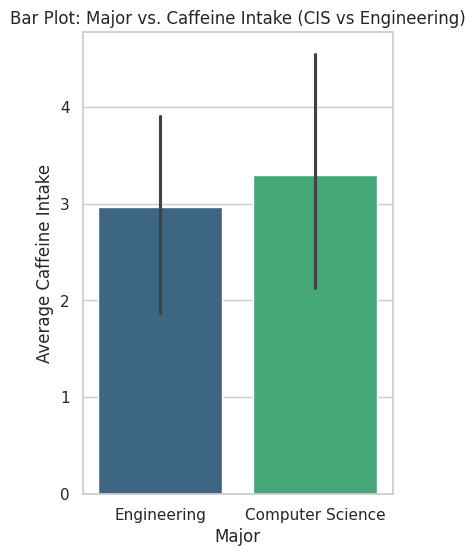 Bar Plot: Major vs. Caffeine Intake (CIS vs Engineering)
4
3
2
1
0
Average Caffeine Intake
Engineering
Computer Science
Major